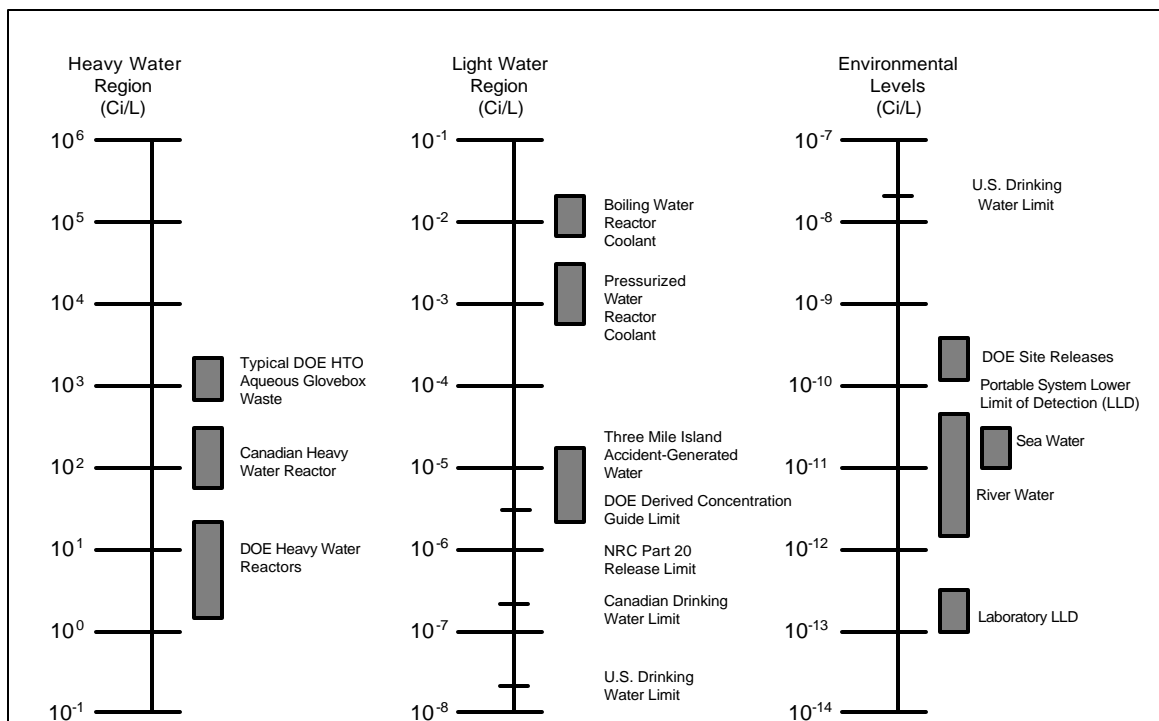 Heavy Water
Region
(Ci/L)
10^6
10^5
10^4
10^3
10^2
10^1
10^0
10^-1
Typical DOE HTO
Aqueous Glovebox
Waste
Canadian Heavy
Water Reactor
DOE Heavy Water
Reactors
Light Water
Region
(Ci/L)
10^-1
10^-2
10^-3
10^-4
10^-5
10^-6
10^-7
10^-8
Boiling Water
Reactor
Coolant
Pressurized
Water
Reactor
Coolant
Three Mile Island
Accident-Generated
Water
DOE Derived Concentration
Guide Limit
NRC Part 20
Release Limit
Canadian Drinking
Water Limit
U.S. Drinking
Water Limit
Environmental
Levels
(Ci/L)
10^-7
10^-8
10^-9
10^-10
10^-11
10^-12
10^-13
10^-14
U.S. Drinking
Water Limit
DOE Site Releases
Portable System Lower
Limit of Detection (LLD)
Sea Water
River Water
Laboratory LLD